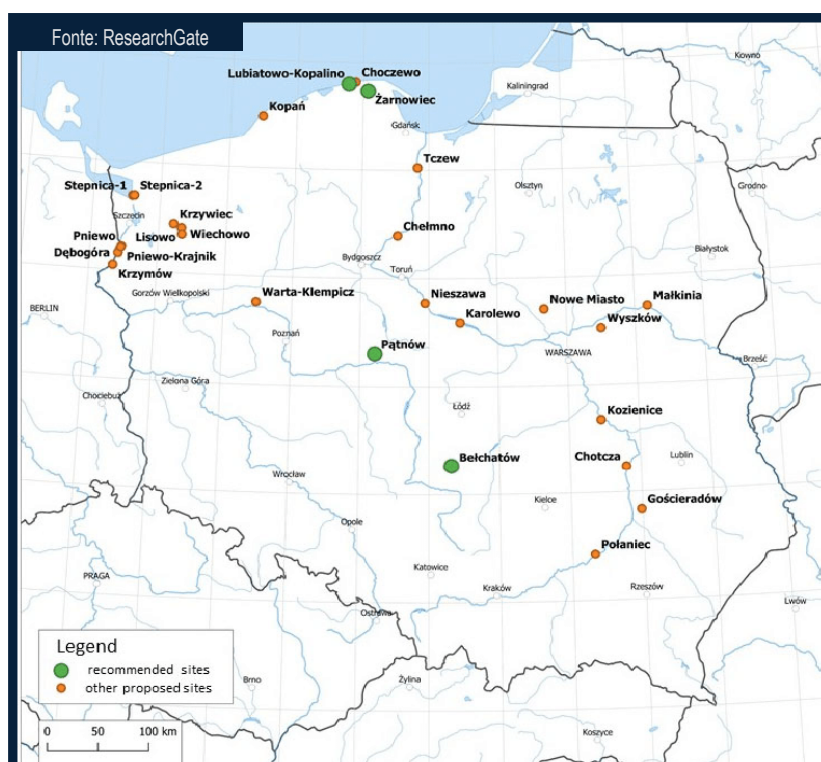 Fonte: ResearchGate
Kowno
Lubiatowo-Kopalino
Choczewo
Żarnowiec
Kaliningrad
Kopań
Gdańsk
Tczew
Olsztyn
Grodno
Stepnica-1
Stepnica-2
Szczecin
Krzywiec
Lisowo
Wiechowo
Pniewo
Pniewo-Krajnik
Dębogóra
Krzymów
Chełmno
Bydgoszcz
Toruń
Białystok
Gorzów Wielkopolski
Warta-Klempicz
Nieszawa
Nowe Miasto
Małkinia
Karolewo
Wyszków
BERLIN
Poznań
Pątnów
WARSZAWA
Brześć
Zielona Góra
Chociebuż
Łódź
Kozienice
Bełchatów
Chotcza
Lublin
Wrocław
Kielce
Gościeradów
Opole
Połaniec
PRAGA
Katowice
Kraków
Rzeszów
Lwów
Ostrawa
Legend
recommended sites
other proposed sites
Brno
Żylina
0 50 100 km
Koszyce